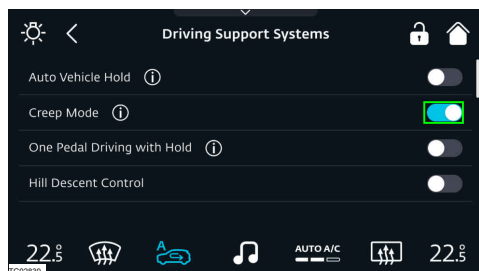 Driving Support Systems
Auto Vehicle Hold
Creep Mode
One Pedal Driving with Hold
Hill Descent Control
22.5° A AUTO A/C 22.5°